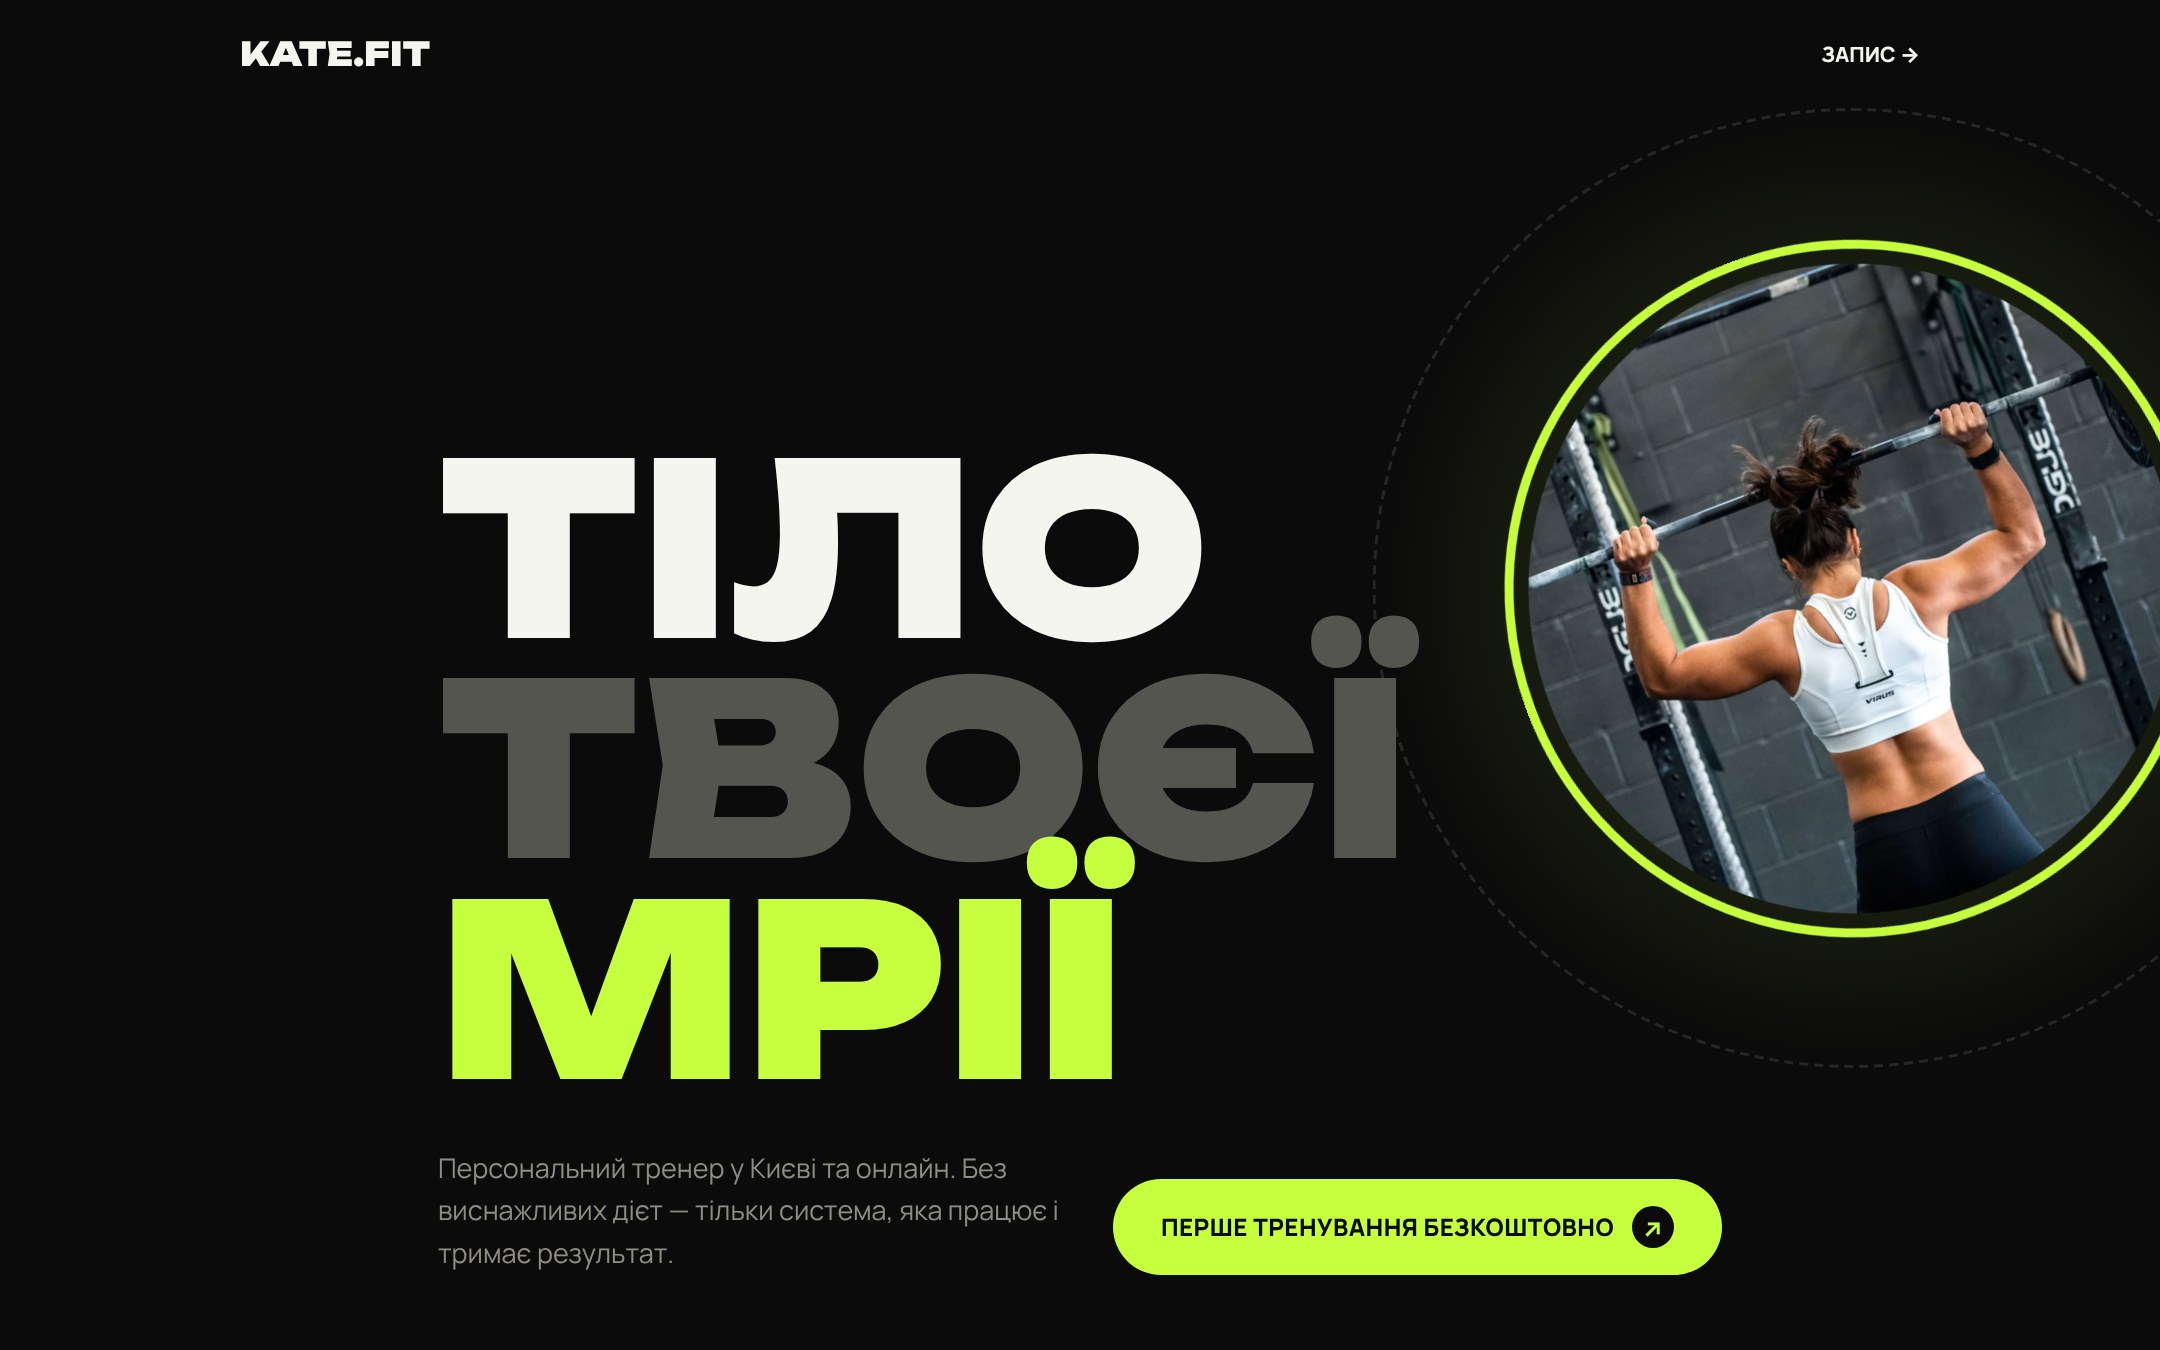 KATE.FIT
ЗАПИС →
ТІЛО
ТВОЄЇ
МРІЇ
Персональний тренер у Києві та онлайн. Без
виснажливих дієт — тільки система, яка працює і
тримає результат.
ПЕРШЕ ТРЕНУВАННЯ БЕЗКОШТОВНО
VIRUS